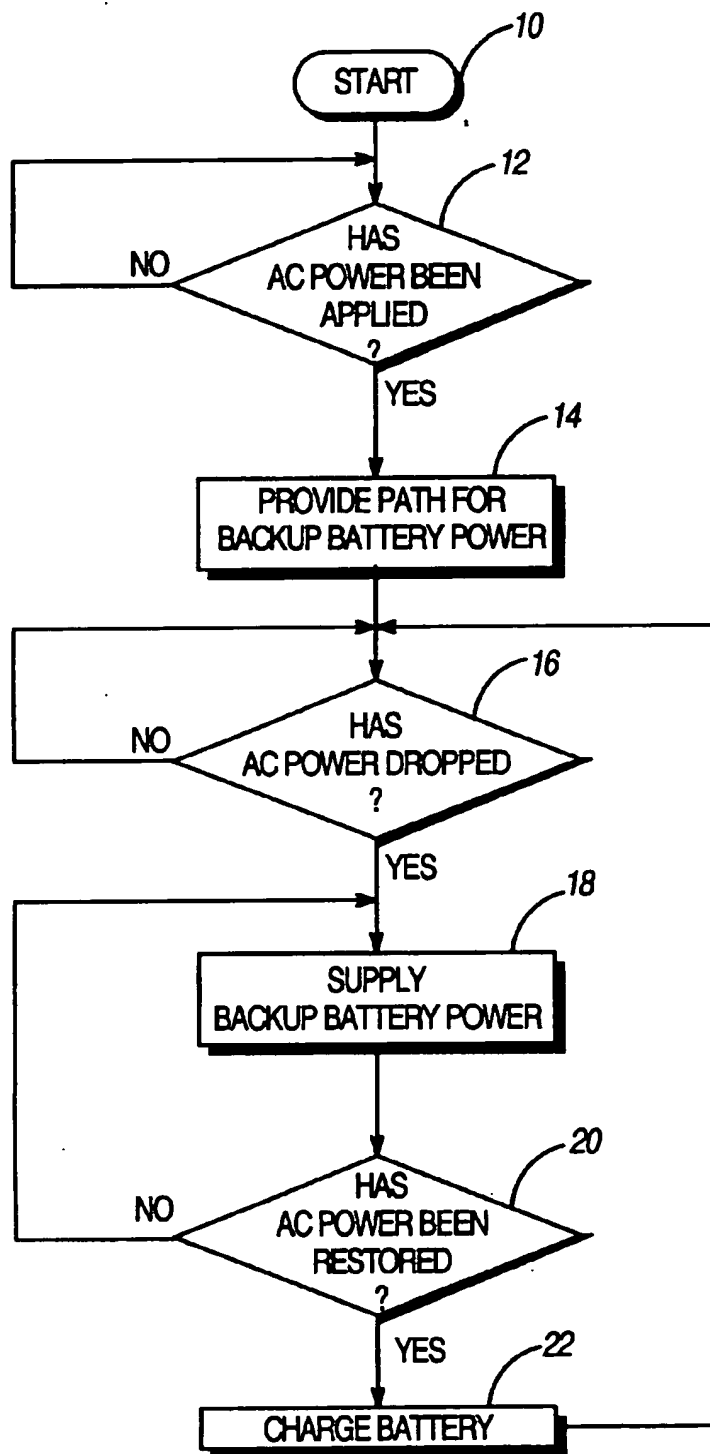 10
START
12
HAS
AC POWER BEEN
APPLIED
?
NO
YES
14
PROVIDE PATH FOR
BACKUP BATTERY POWER
16
HAS
AC POWER DROPPED
?
NO
YES
18
SUPPLY
BACKUP BATTERY POWER
20
HAS
AC POWER BEEN
RESTORED
?
NO
YES
22
CHARGE BATTERY